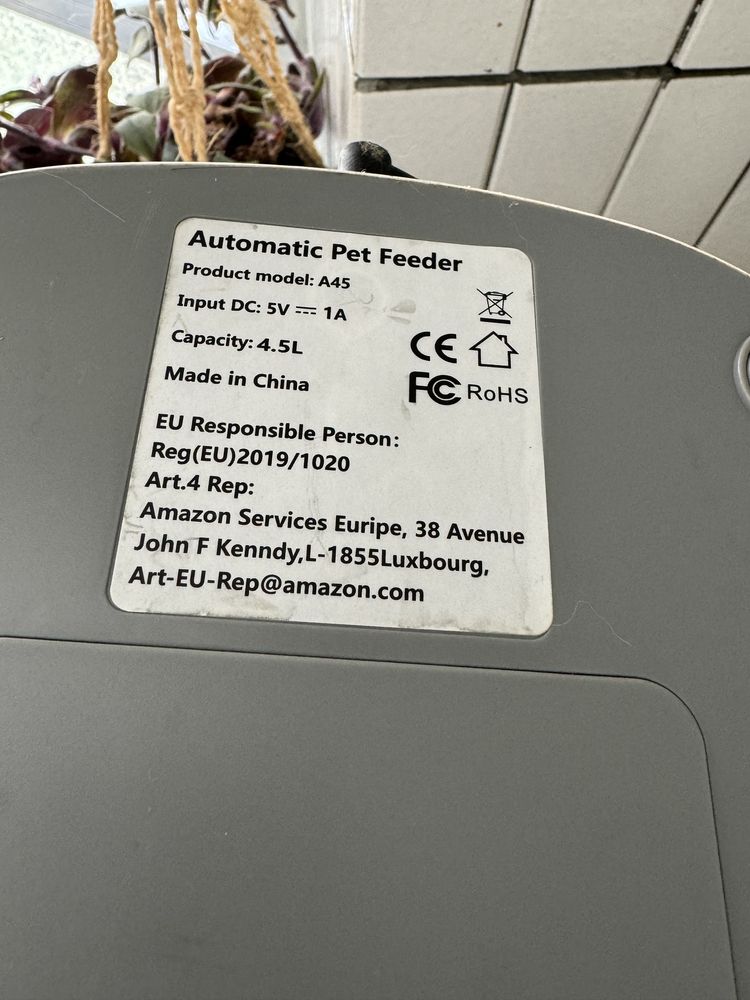 Automatic Pet Feeder
Product model: A45
Input DC: 5V ⎓ 1A
Capacity: 4.5L
Made in China
CE
FC RoHS
EU Responsible Person:
Reg(EU)2019/1020
Art.4 Rep:
Amazon Services Euripe, 38 Avenue
John F Kenndy,L-1855Luxbourg,
Art-EU-Rep@amazon.com